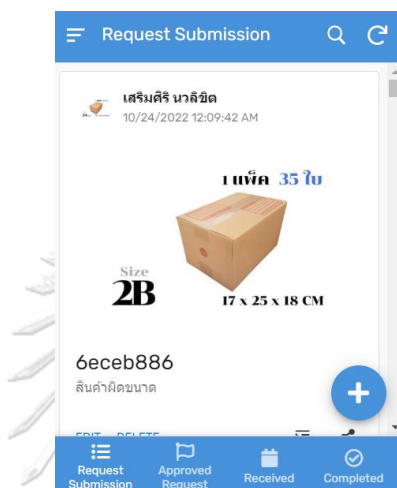 Request Submission
เสริมศิริ นวลิขิต
10/24/2022 12:09:42 AM
1 แพ็ค 35 ใบ
Size
2B
17 x 25 x 18 CM
6eceb886
สินค้าผิดขนาด
EDIT DELETE
Request Submission
Approved Request
Received
Completed